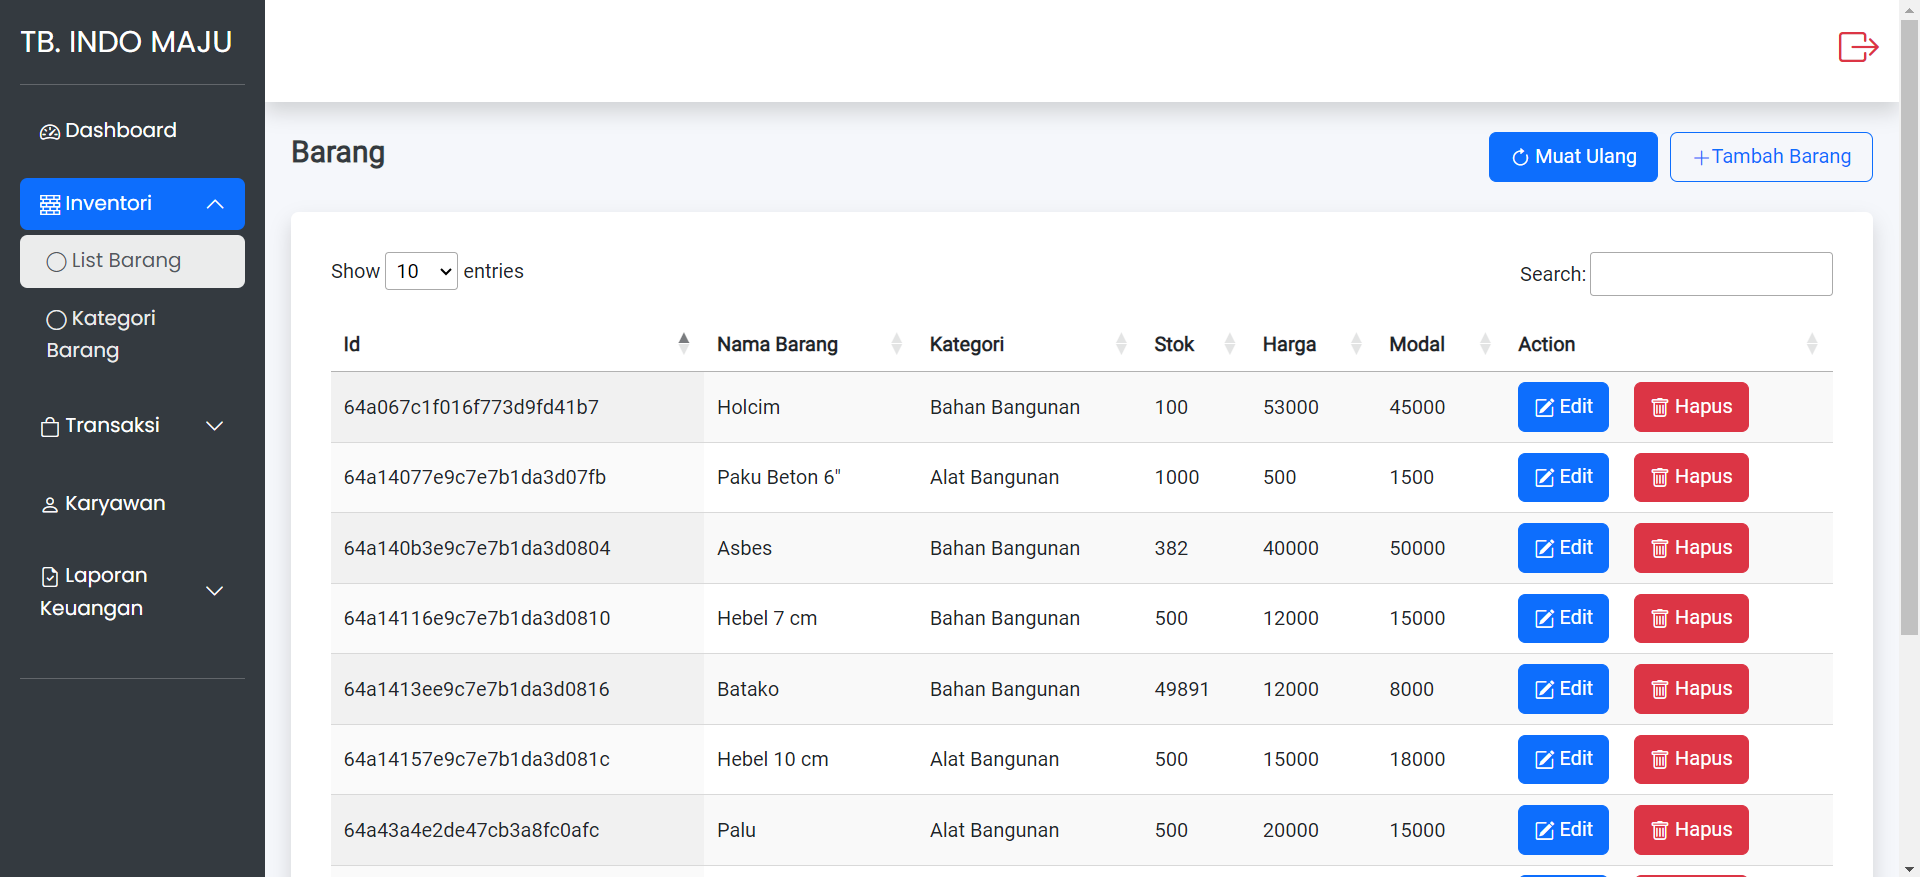 TB. INDO MAJU
Dashboard
Inventori
List Barang
Kategori
Barang
Transaksi
Karyawan
Laporan
Keuangan
Barang
Muat Ulang
+Tambah Barang
Show 10 entries
Search:
Id Nama Barang Kategori Stok Harga Modal Action
64a067c1f016f773d9fd41b7 Holcim Bahan Bangunan 100 53000 45000 Edit Hapus
64a14077e9c7e7b1da3d07fb Paku Beton 6" Alat Bangunan 1000 500 1500 Edit Hapus
64a140b3e9c7e7b1da3d0804 Asbes Bahan Bangunan 382 40000 50000 Edit Hapus
64a14116e9c7e7b1da3d0810 Hebel 7 cm Bahan Bangunan 500 12000 15000 Edit Hapus
64a1413ee9c7e7b1da3d0816 Batako Bahan Bangunan 49891 12000 8000 Edit Hapus
64a14157e9c7e7b1da3d081c Hebel 10 cm Alat Bangunan 500 15000 18000 Edit Hapus
64a43a4e2de47cb3a8fc0afc Palu Alat Bangunan 500 20000 15000 Edit Hapus